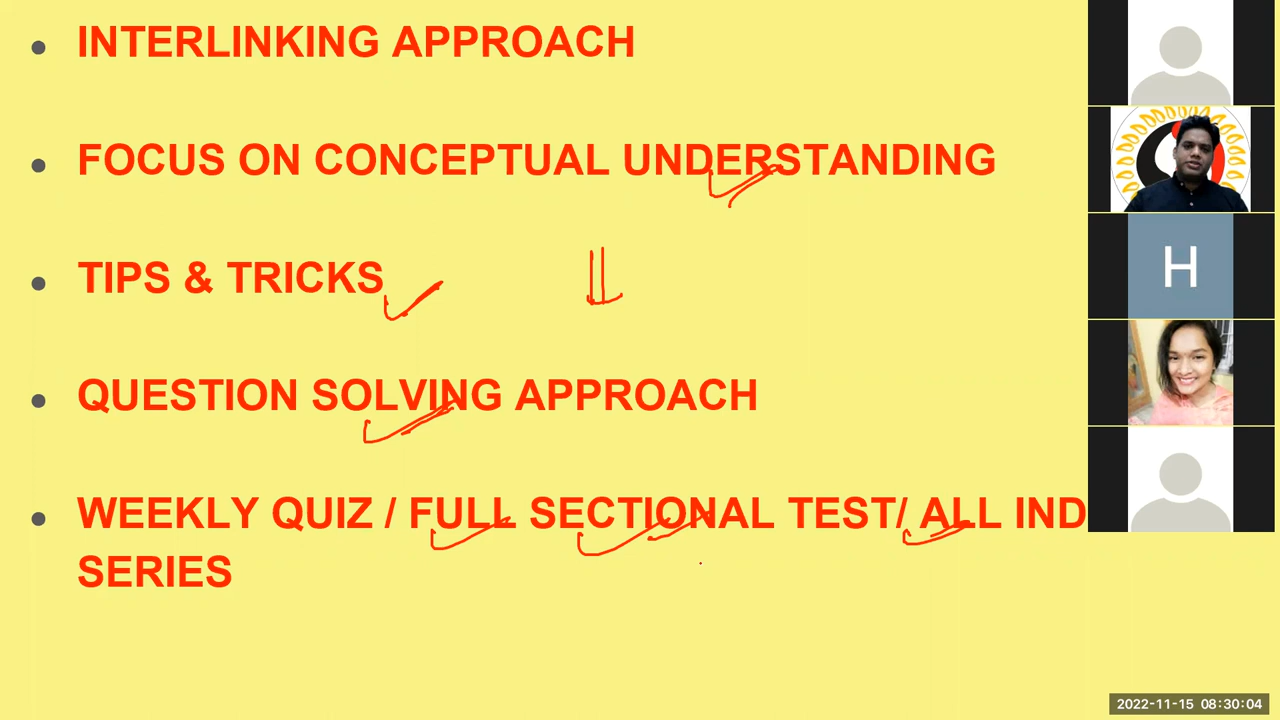 INTERLINKING APPROACH
FOCUS ON CONCEPTUAL UNDERSTANDING
TIPS & TRICKS
QUESTION SOLVING APPROACH
WEEKLY QUIZ / FULL SECTIONAL TEST/ ALL IND
SERIES
H
2022-11-15 08:30:04